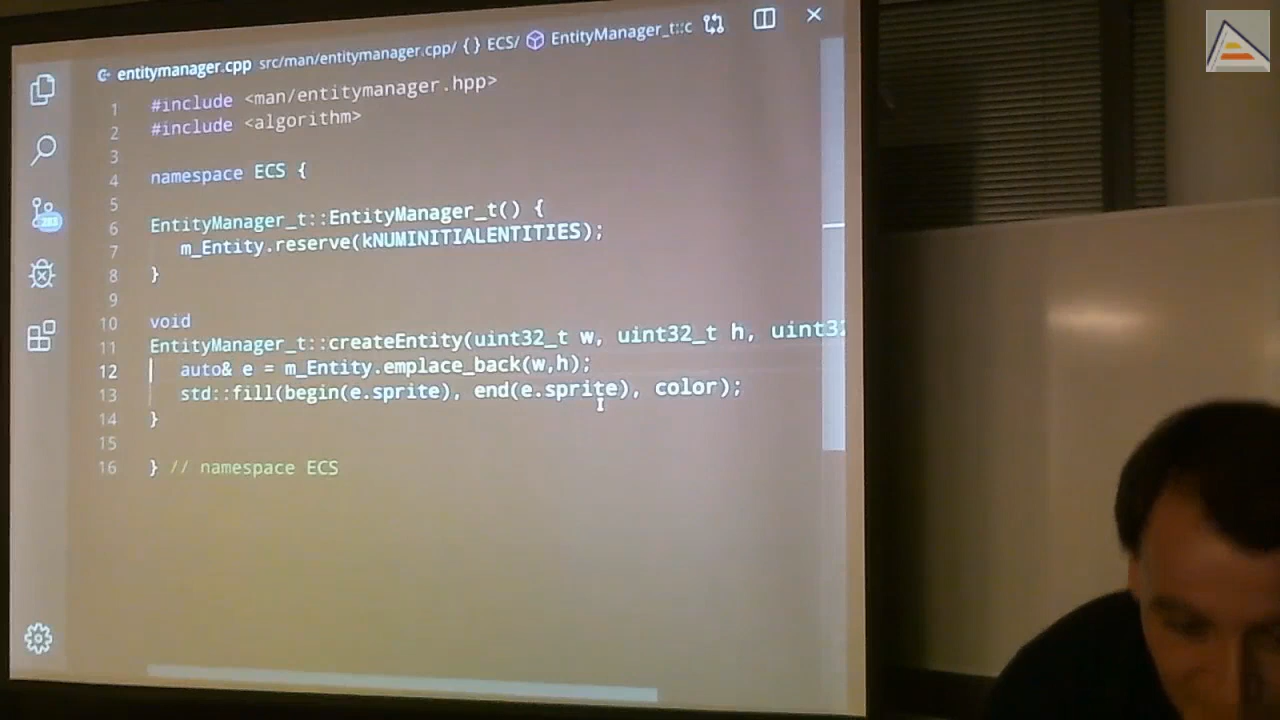 entitymanager.cpp src/man/entitymanager.cpp/ {} ECS/ EntityManager_t::c
1 #include <man/entitymanager.hpp>
2 #include <algorithm>
3
4 namespace ECS {
5
6 EntityManager_t::EntityManager_t() {
7 m_Entity.reserve(kNUMINITIALENTITIES);
8 }
9
10 void
11 EntityManager_t::createEntity(uint32_t w, uint32_t h, uint32
12 auto& e = m_Entity.emplace_back(w,h);
13 std::fill(begin(e.sprite), end(e.sprite), color);
14 }
15
16 } // namespace ECS